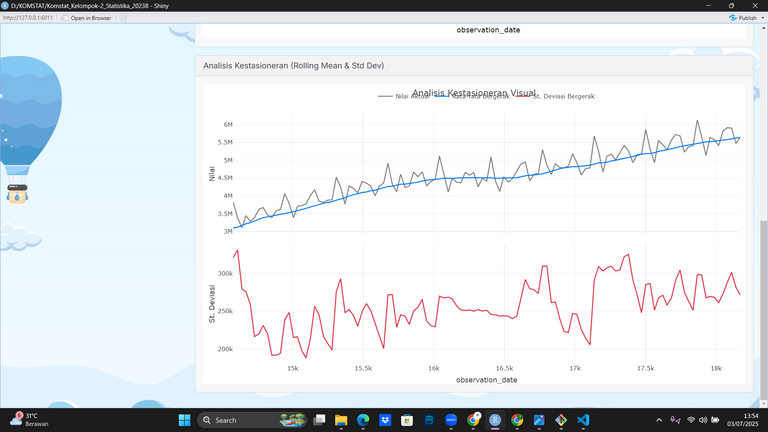 D:/KOMSTAT/Komstat_Kelompok-2_Statistika_2023B - Shiny
http://127.0.0.1:6011 Open in Browser Publish
observation_date
Analisis Kestasioneran (Rolling Mean & Std Dev)
Analisis Kestasioneran Visual
Nilai Aktual Rata-rata Bergerak St. Deviasi Bergerak
6M
5.5M
5M
4.5M
4M
3.5M
3M
Nilai
300k
250k
200k
St. Deviasi
15k 15.5k 16k 16.5k 17k 17.5k 18k
observation_date
31°C
Berawan
Search
13.54
03/07/2025